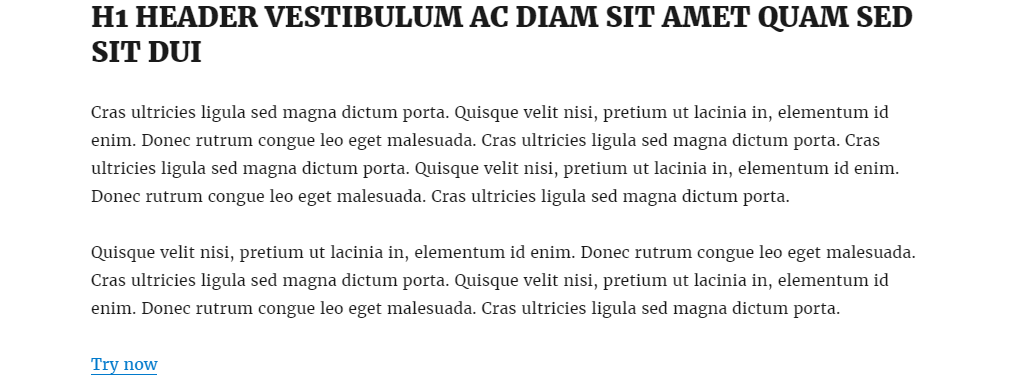 H1 HEADER VESTIBULUM AC DIAM SIT AMET QUAM SED
SIT DUI
Cras ultricies ligula sed magna dictum porta. Quisque velit nisi, pretium ut lacinia in, elementum id
enim. Donec rutrum congue leo eget malesuada. Cras ultricies ligula sed magna dictum porta. Cras
ultricies ligula sed magna dictum porta. Quisque velit nisi, pretium ut lacinia in, elementum id enim.
Donec rutrum congue leo eget malesuada. Cras ultricies ligula sed magna dictum porta.
Quisque velit nisi, pretium ut lacinia in, elementum id enim. Donec rutrum congue leo eget malesuada.
Cras ultricies ligula sed magna dictum porta. Quisque velit nisi, pretium ut lacinia in, elementum id
enim. Donec rutrum congue leo eget malesuada. Cras ultricies ligula sed magna dictum porta.
Try now